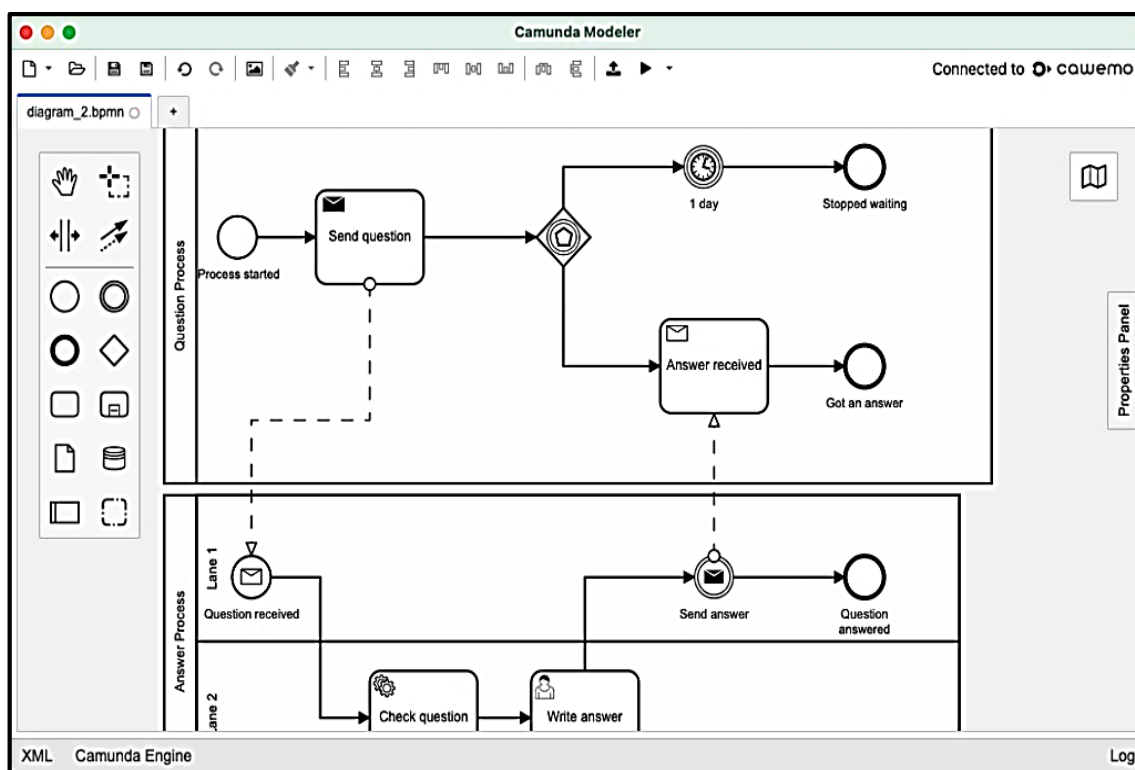 Camunda Modeler
Connected to cawemo
diagram_2.bpmn
+
Question Process
Process started
Send question
1 day
Stopped waiting
Answer received
Got an answer
Properties Panel
Answer Process
Lane 1
Question received
Send answer
Question
answered
Check question
Write answer
XML
Camunda Engine
Log